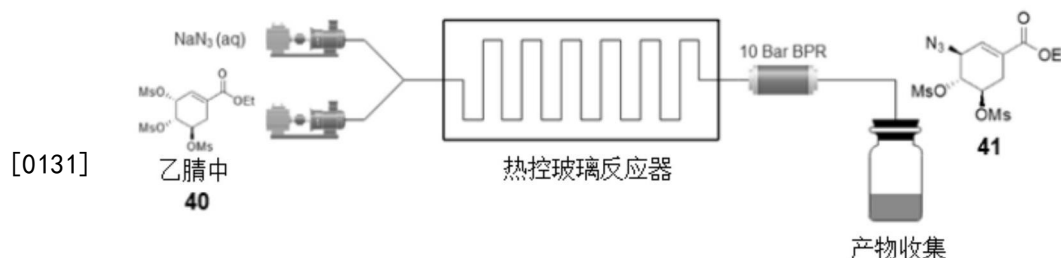 NaN₃ (aq)
10 Bar BPR
N₃
O
OE
MsO
OMs
41
O
OEt
MsO
MsO
OMs
[0131]
乙腈中
40
热控玻璃反应器
产物收集